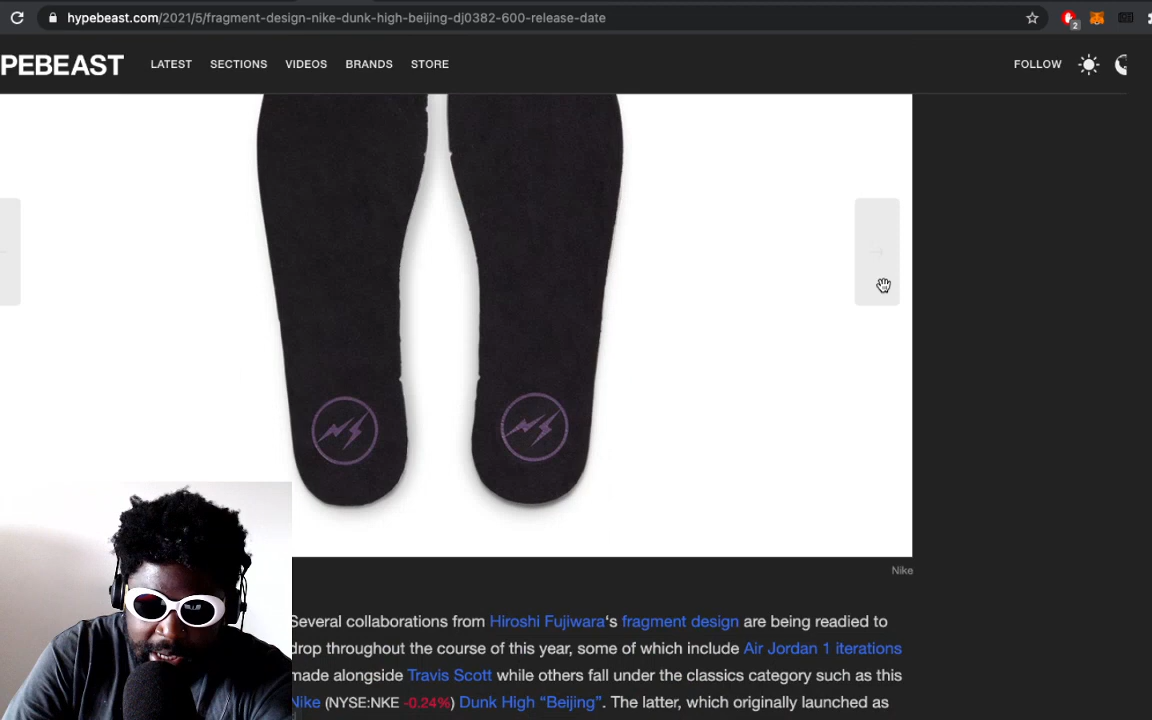 hypebeast.com/2021/5/fragment-design-nike-dunk-high-beijing-dj0382-600-release-date
2
PEBEAST LATEST SECTIONS VIDEOS BRANDS STORE FOLLOW
Nike
Several collaborations from Hiroshi Fujiwara's fragment design are being readied to
drop throughout the course of this year, some of which include Air Jordan 1 iterations
made alongside Travis Scott while others fall under the classics category such as this
Nike (NYSE:NKE -0.24%) Dunk High “Beijing”. The latter, which originally launched as